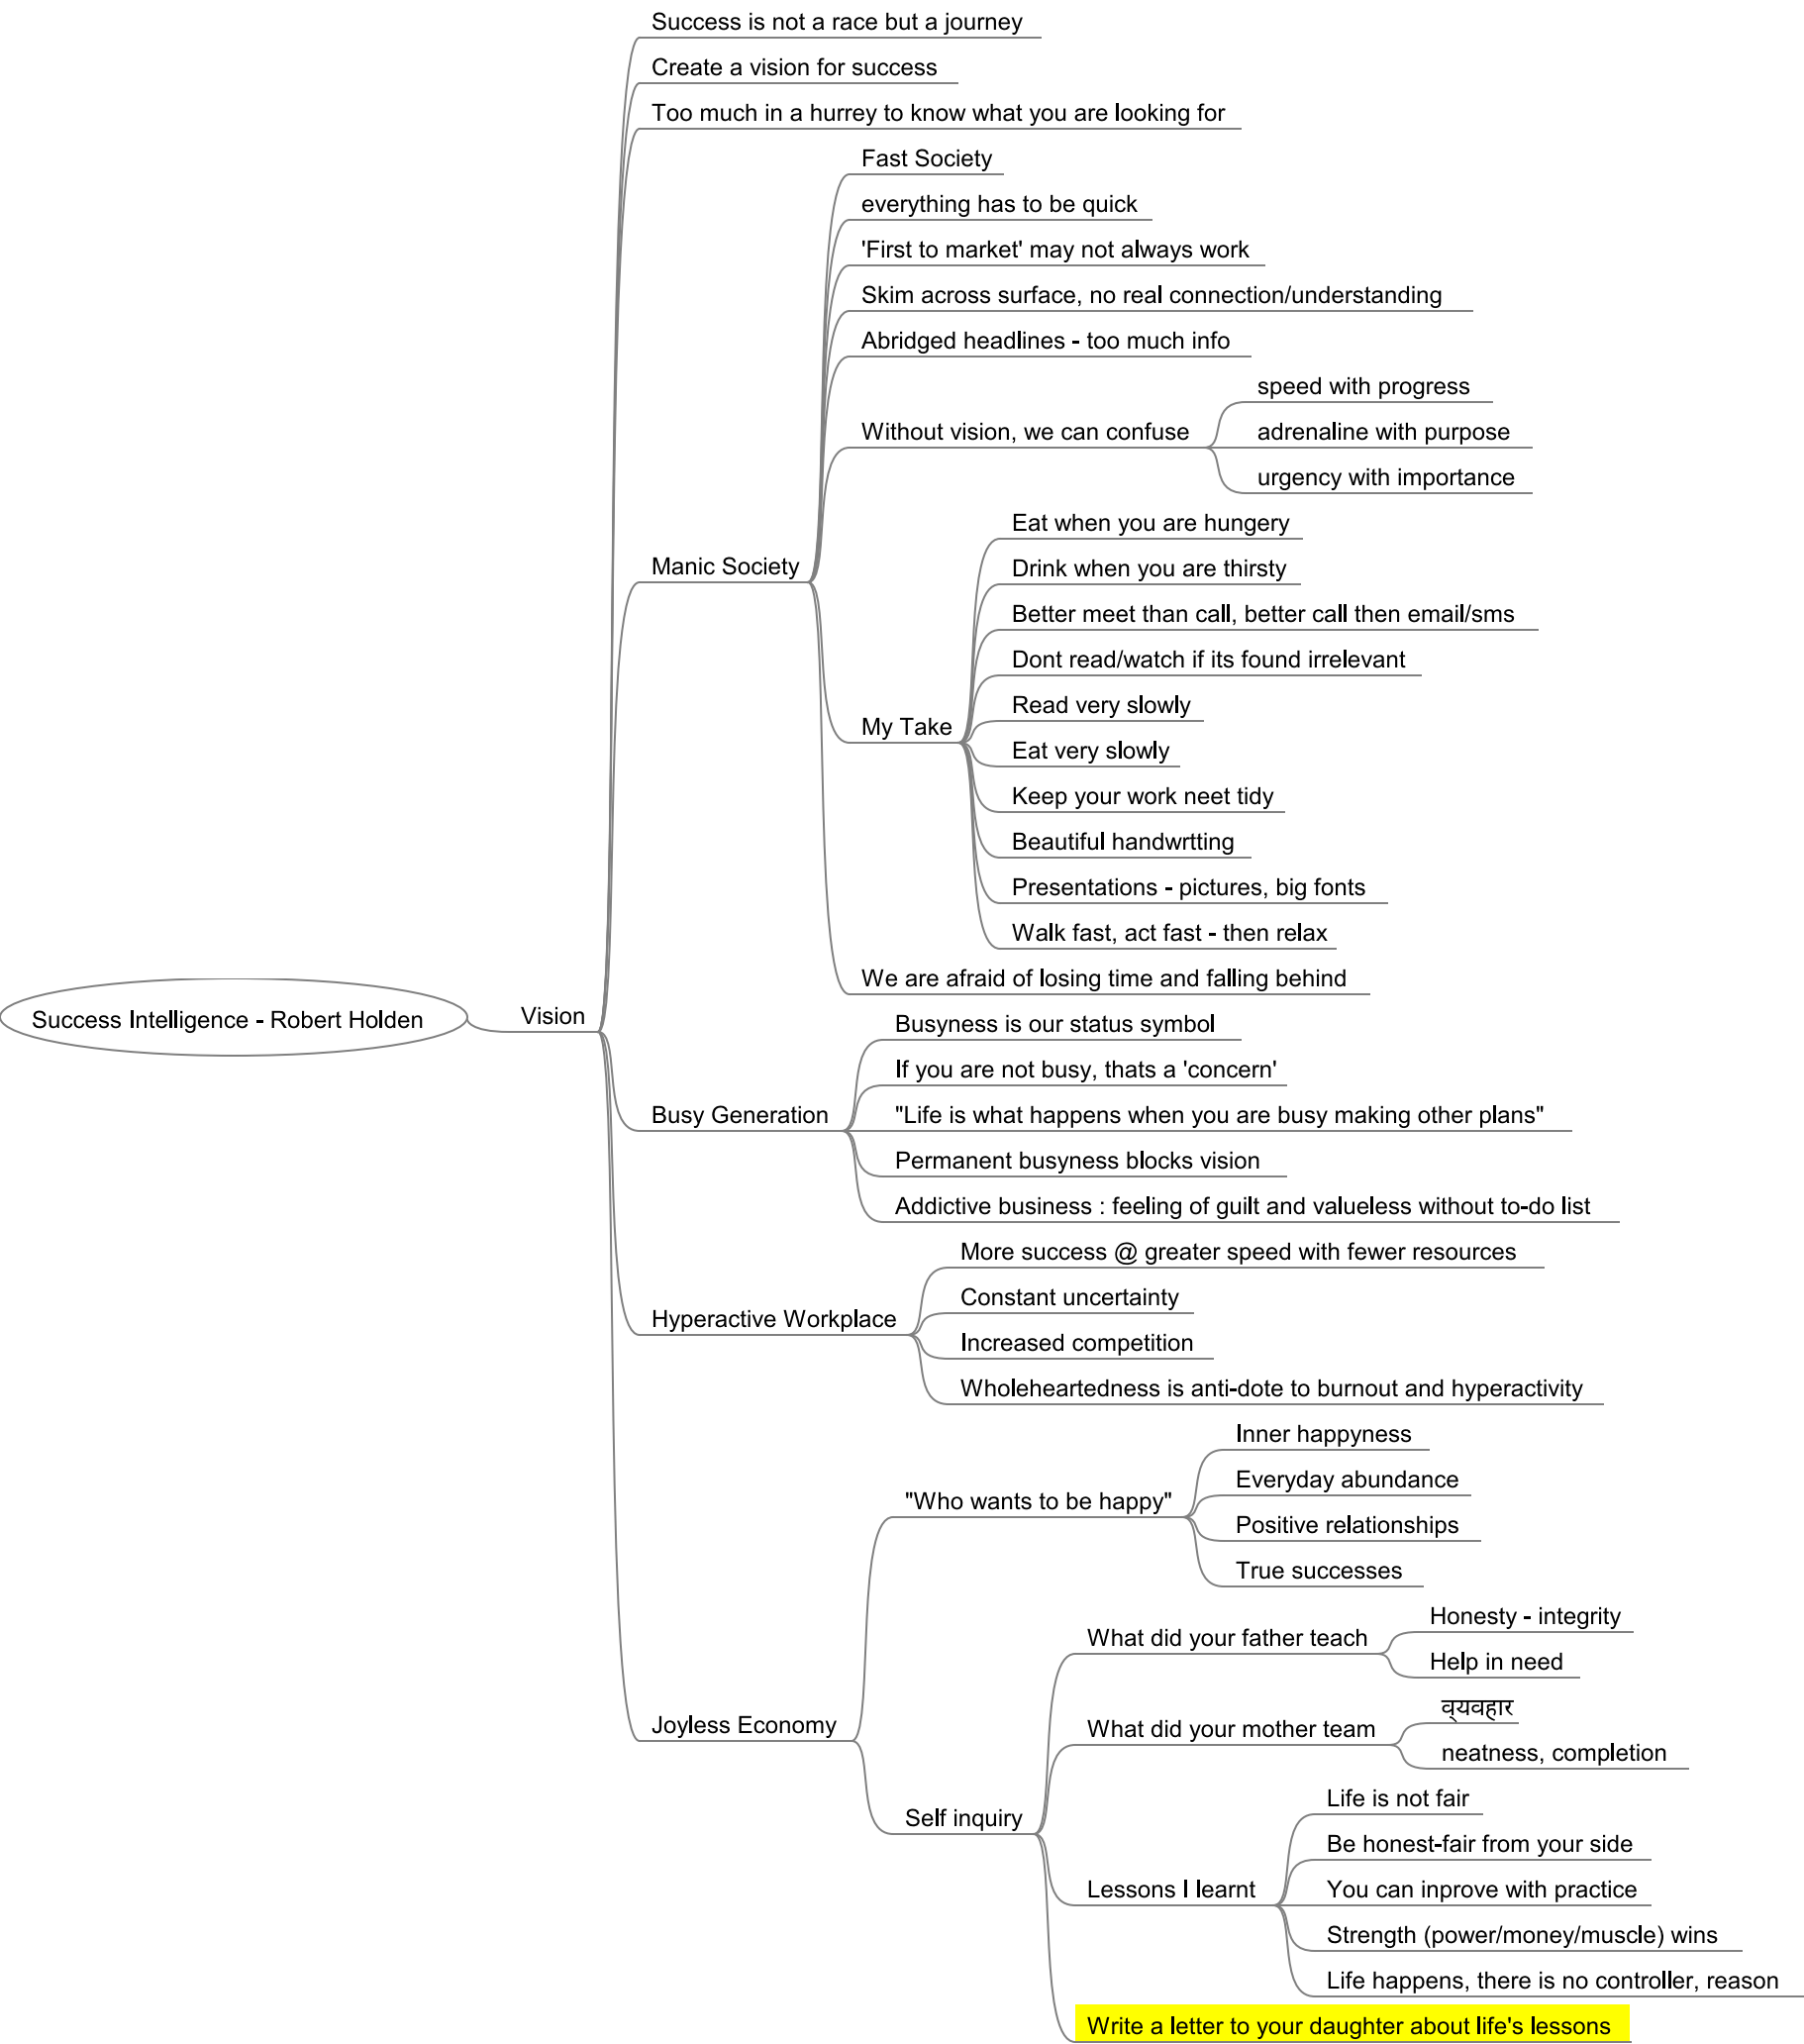 Success is not a race but a journey
Create a vision for success
Too much in a hurrey to know what you are looking for
Fast Society
everything has to be quick
'First to market' may not always work
Skim across surface, no real connection/understanding
Abridged headlines - too much info
speed with progress
Without vision, we can confuse
adrenaline with purpose
urgency with importance
Eat when you are hungery
Manic Society
Drink when you are thirsty
Better meet than call, better call then email/sms
Dont read/watch if its found irrelevant
Read very slowly
My Take
Eat very slowly
Keep your work neet tidy
Beautiful handwrtting
Presentations - pictures, big fonts
Walk fast, act fast - then relax
We are afraid of losing time and falling behind
Success Intelligence - Robert Holden
Vision
Busyness is our status symbol
If you are not busy, thats a 'concern'
Busy Generation
"Life is what happens when you are busy making other plans"
Permanent busyness blocks vision
Addictive business : feeling of guilt and valueless without to-do list
More success @ greater speed with fewer resources
Constant uncertainty
Hyperactive Workplace
Increased competition
Wholeheartedness is anti-dote to burnout and hyperactivity
Inner happyness
Everyday abundance
"Who wants to be happy"
Positive relationships
True successes
Honesty - integrity
What did your father teach
Help in need
Joyless Economy
व्‌यवहार
What did your mother team
neatness, completion
Self inquiry
Life is not fair
Be honest-fair from your side
Lessons I learnt
You can inprove with practice
Strength (power/money/muscle) wins
Life happens, there is no controller, reason
Write a letter to your daughter about life's lessons